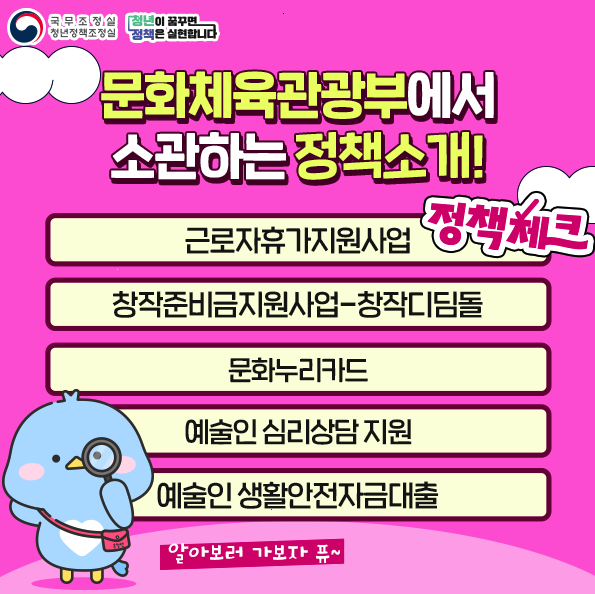 국무조정실
청년정책조정실
청년이 꿈꾸면
정책은 실현합니다
문화체육관광부에서
소관하는 정책소개!
정책체크
근로자휴가지원사업
창작준비금지원사업-창작디딤돌
문화누리카드
예술인 심리상담 지원
예술인 생활안전자금대출
알아보러 가보자 퓨~